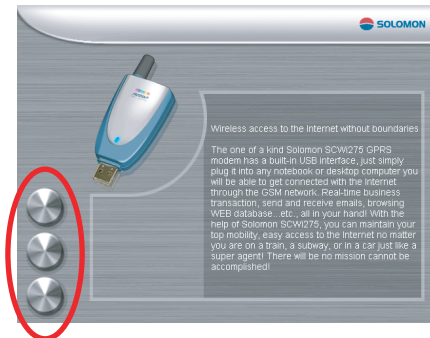 SOLOMON
Wireless access to the Internet without boundaries
The one of a kind Solomon SCWI275 GPRS
modem has a built-in USB interface, just simply
plug it into any notebook or desktop computer you
will be able to get connected with the Internet
through the GSM network. Real-time business
transaction, send and receive emails, browsing
WEB database...etc., all in your hand! With the
help of Solomon SCWI275, you can maintain your
top mobility, easy access to the Internet no matter
you are on a train, a subway, or in a car just like a
super agent! There will be no mission cannot be
accomplished!